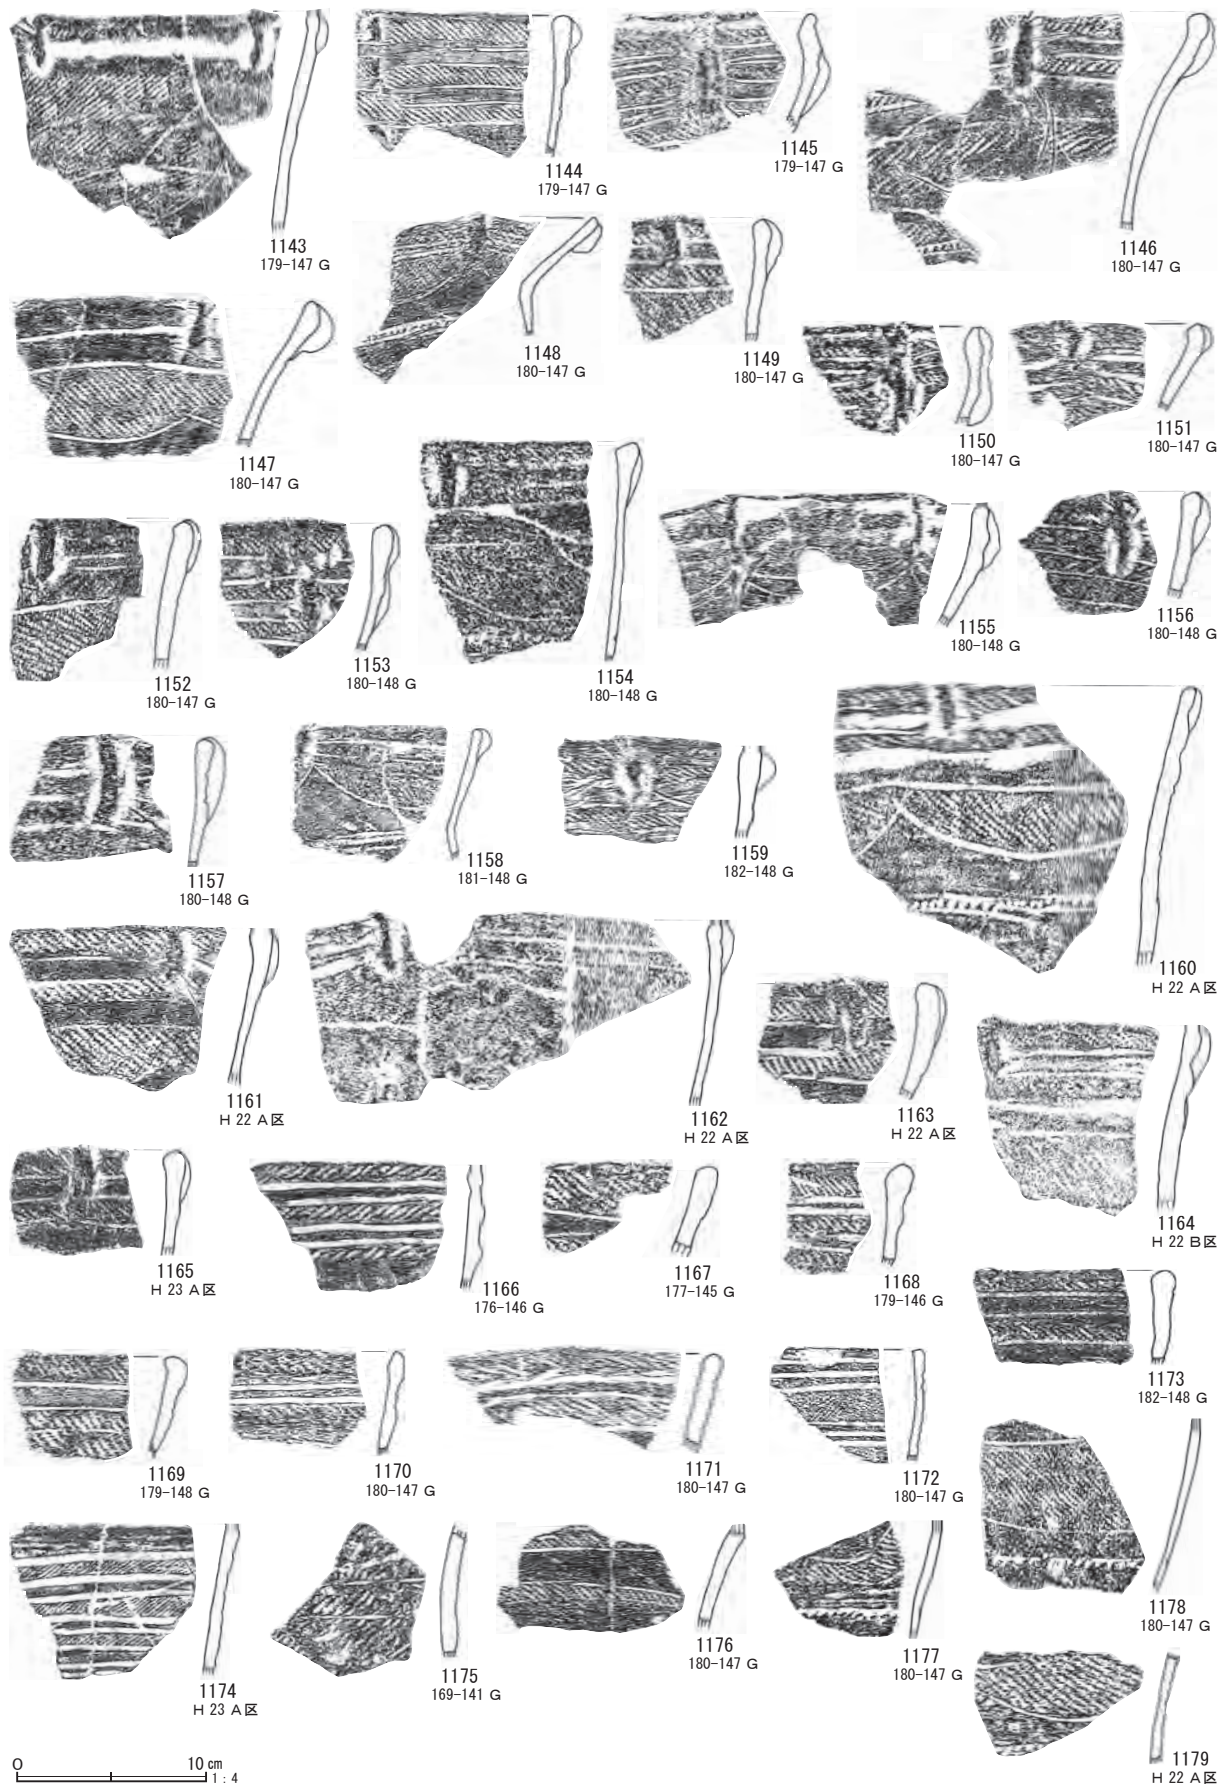 1143
179-147 G
1144
179-147 G
1145
179-147 G
1146
180-147 G
1147
180-147 G
1148
180-147 G
1149
180-147 G
1150
180-147 G
1151
180-147 G
1152
180-147 G
1153
180-148 G
1154
180-148 G
1155
180-148 G
1156
180-148 G
1157
180-148 G
1158
181-148 G
1159
182-148 G
1160
H 22 A区
1161
H 22 A区
1162
H 22 A区
1163
H 22 A区
1164
H 22 B区
1165
H 23 A区
1166
176-146 G
1167
177-145 G
1168
179-146 G
1173
182-148 G
1169
179-148 G
1170
180-147 G
1171
180-147 G
1172
180-147 G
1174
H 23 A区
1175
169-141 G
1176
180-147 G
1177
180-147 G
1178
180-147 G
1179
H 22 A区
0 10 cm
1 : 4